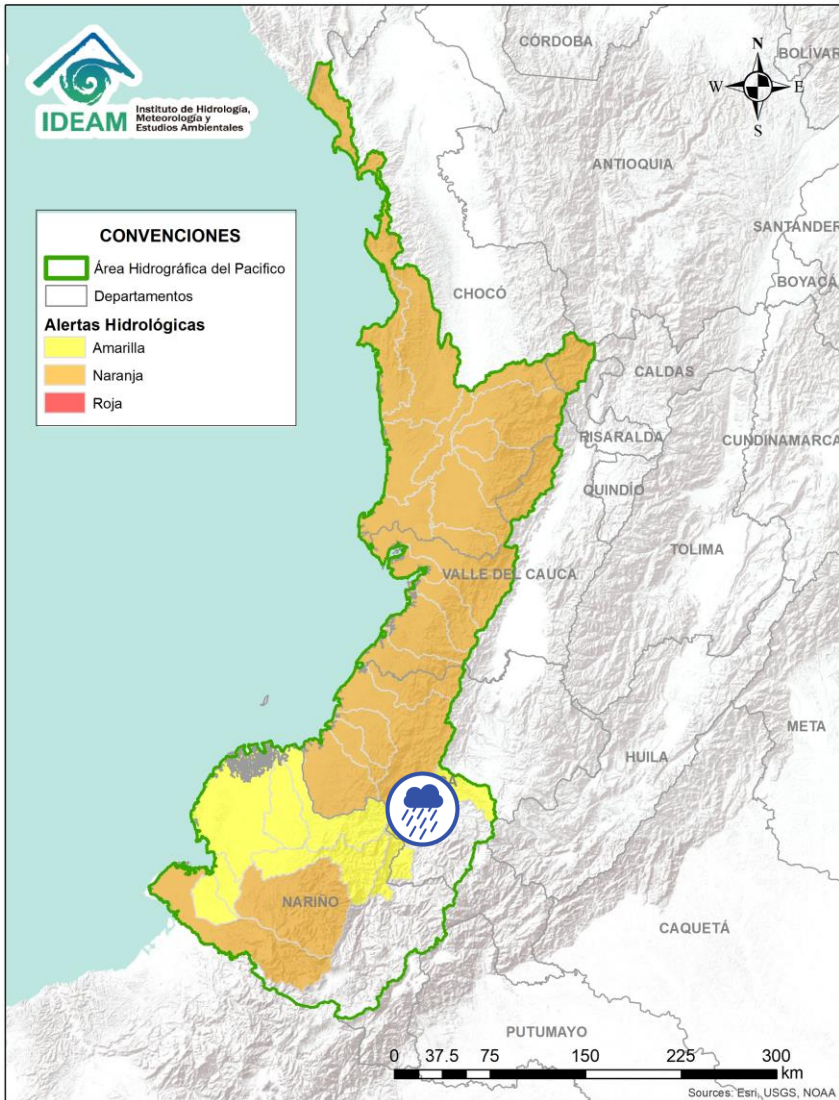 IDEAM
Instituto de Hidrología,
Meteorología y
Estudios Ambientales
CÓRDOBA
BOLÍVAR
N
W
E
S
ANTIOQUIA
SANTANDER
BOYACÁ
CONVENCIONES
Área Hidrográfica del Pacifico
Departamentos
Alertas Hidrológicas
Amarilla
Naranja
Roja
CHOCÓ
CALDAS
RISARALDA
CUNDINAMARCA
QUINDÍO
TOLIMA
VALLE DEL CAUCA
META
HUILA
NARIÑO
CAQUETÁ
PUTUMAYO
0 37.5 75 150 225 300
km
Sources: Esri, USGS, NOAA